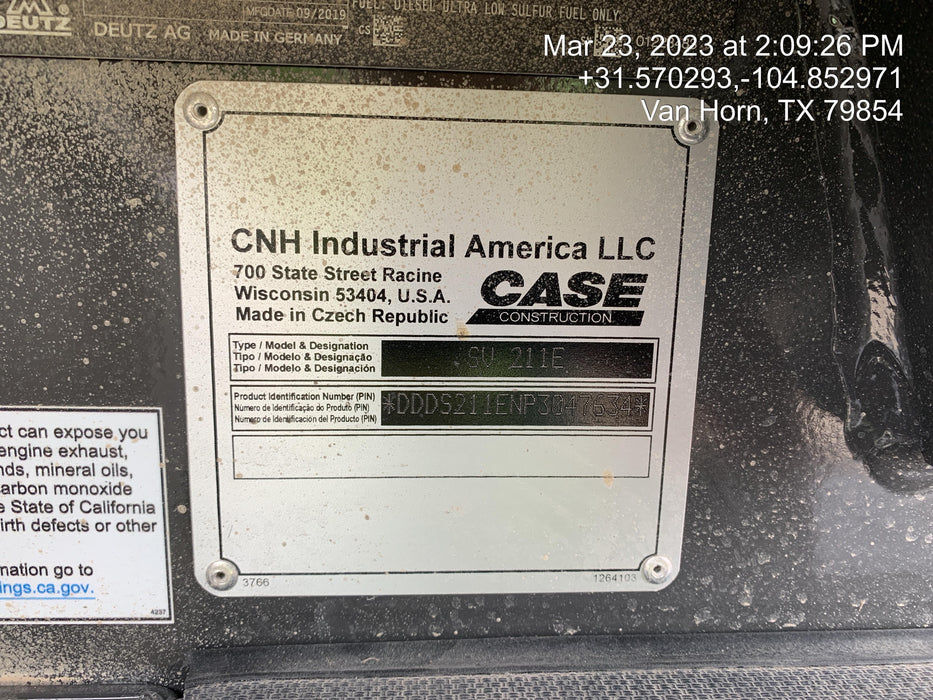 DEUTZ
DEUTZ AG
MFGDATE 09/2019
MADE IN GERMANY
FUEL: DIESEL ULTRA LOW SULFUR FUEL ONLY
CS
Mar 23, 2023 at 2:09:26 PM
+31.570293,-104.852971
Van Horn, TX 79854
CNH Industrial America LLC
700 State Street Racine
Wisconsin 53404, U.S.A.
Made in Czech Republic
CASE
CONSTRUCTION
Type / Model & Designation
Tipo / Modelo & Designação
Tipo / Modelo & Designación
SV 211E
Product Identification Number (PIN)
Número de Identificação do Produto (PIN)
Número de Identificación del Producto (PIN)
*DDDS211ENP3047634*
3766
1264103
ct can expose you
engine exhaust,
nds, mineral oils,
arbon monoxide
e State of California
irth defects or other
mation go to
ings.ca.gov.
4237